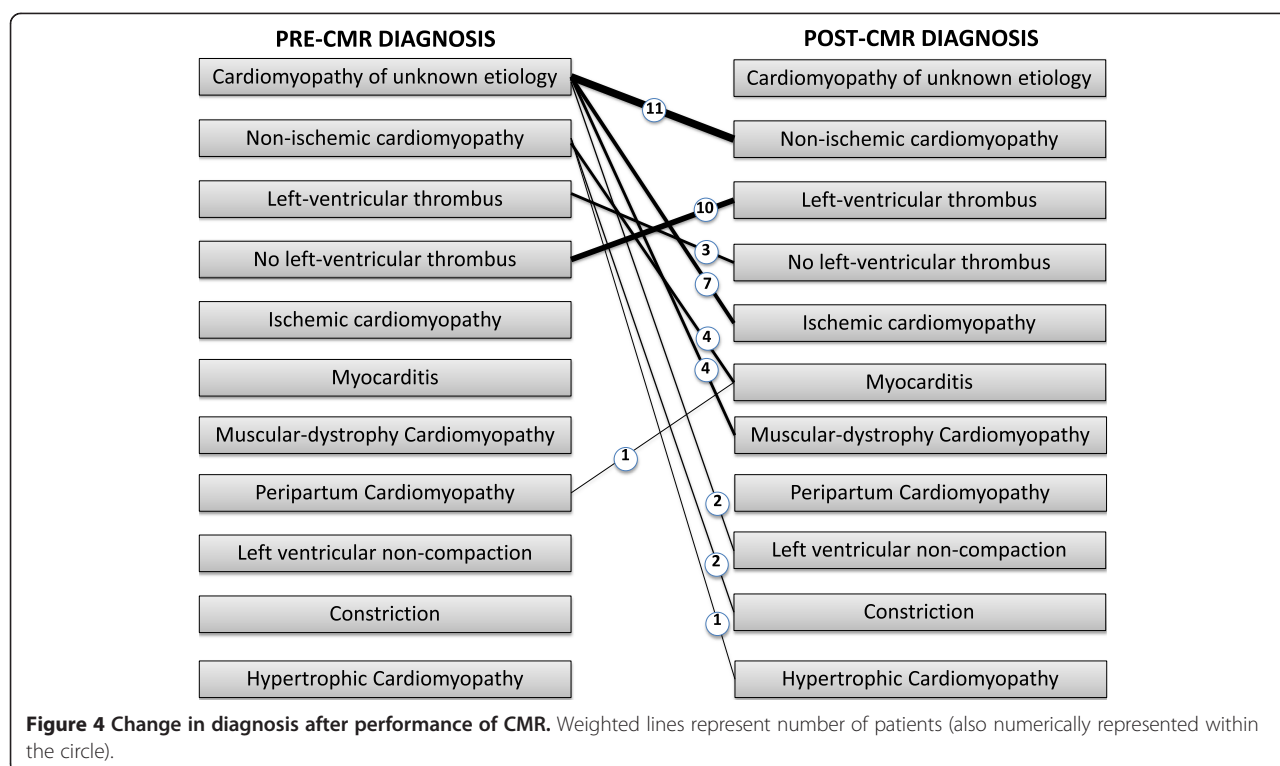 PRE-CMR DIAGNOSIS
Cardiomyopathy of unknown etiology
Non-ischemic cardiomyopathy
Left-ventricular thrombus
No left-ventricular thrombus
Ischemic cardiomyopathy
Myocarditis
Muscular-dystrophy Cardiomyopathy
Peripartum Cardiomyopathy
Left ventricular non-compaction
Constriction
Hypertrophic Cardiomyopathy
11
10
3
7
4
4
1
2
2
1
POST-CMR DIAGNOSIS
Cardiomyopathy of unknown etiology
Non-ischemic cardiomyopathy
Left-ventricular thrombus
No left-ventricular thrombus
Ischemic cardiomyopathy
Myocarditis
Muscular-dystrophy Cardiomyopathy
Peripartum Cardiomyopathy
Left ventricular non-compaction
Constriction
Hypertrophic Cardiomyopathy
Figure 4 Change in diagnosis after performance of CMR. Weighted lines represent number of patients (also numerically represented within
the circle).